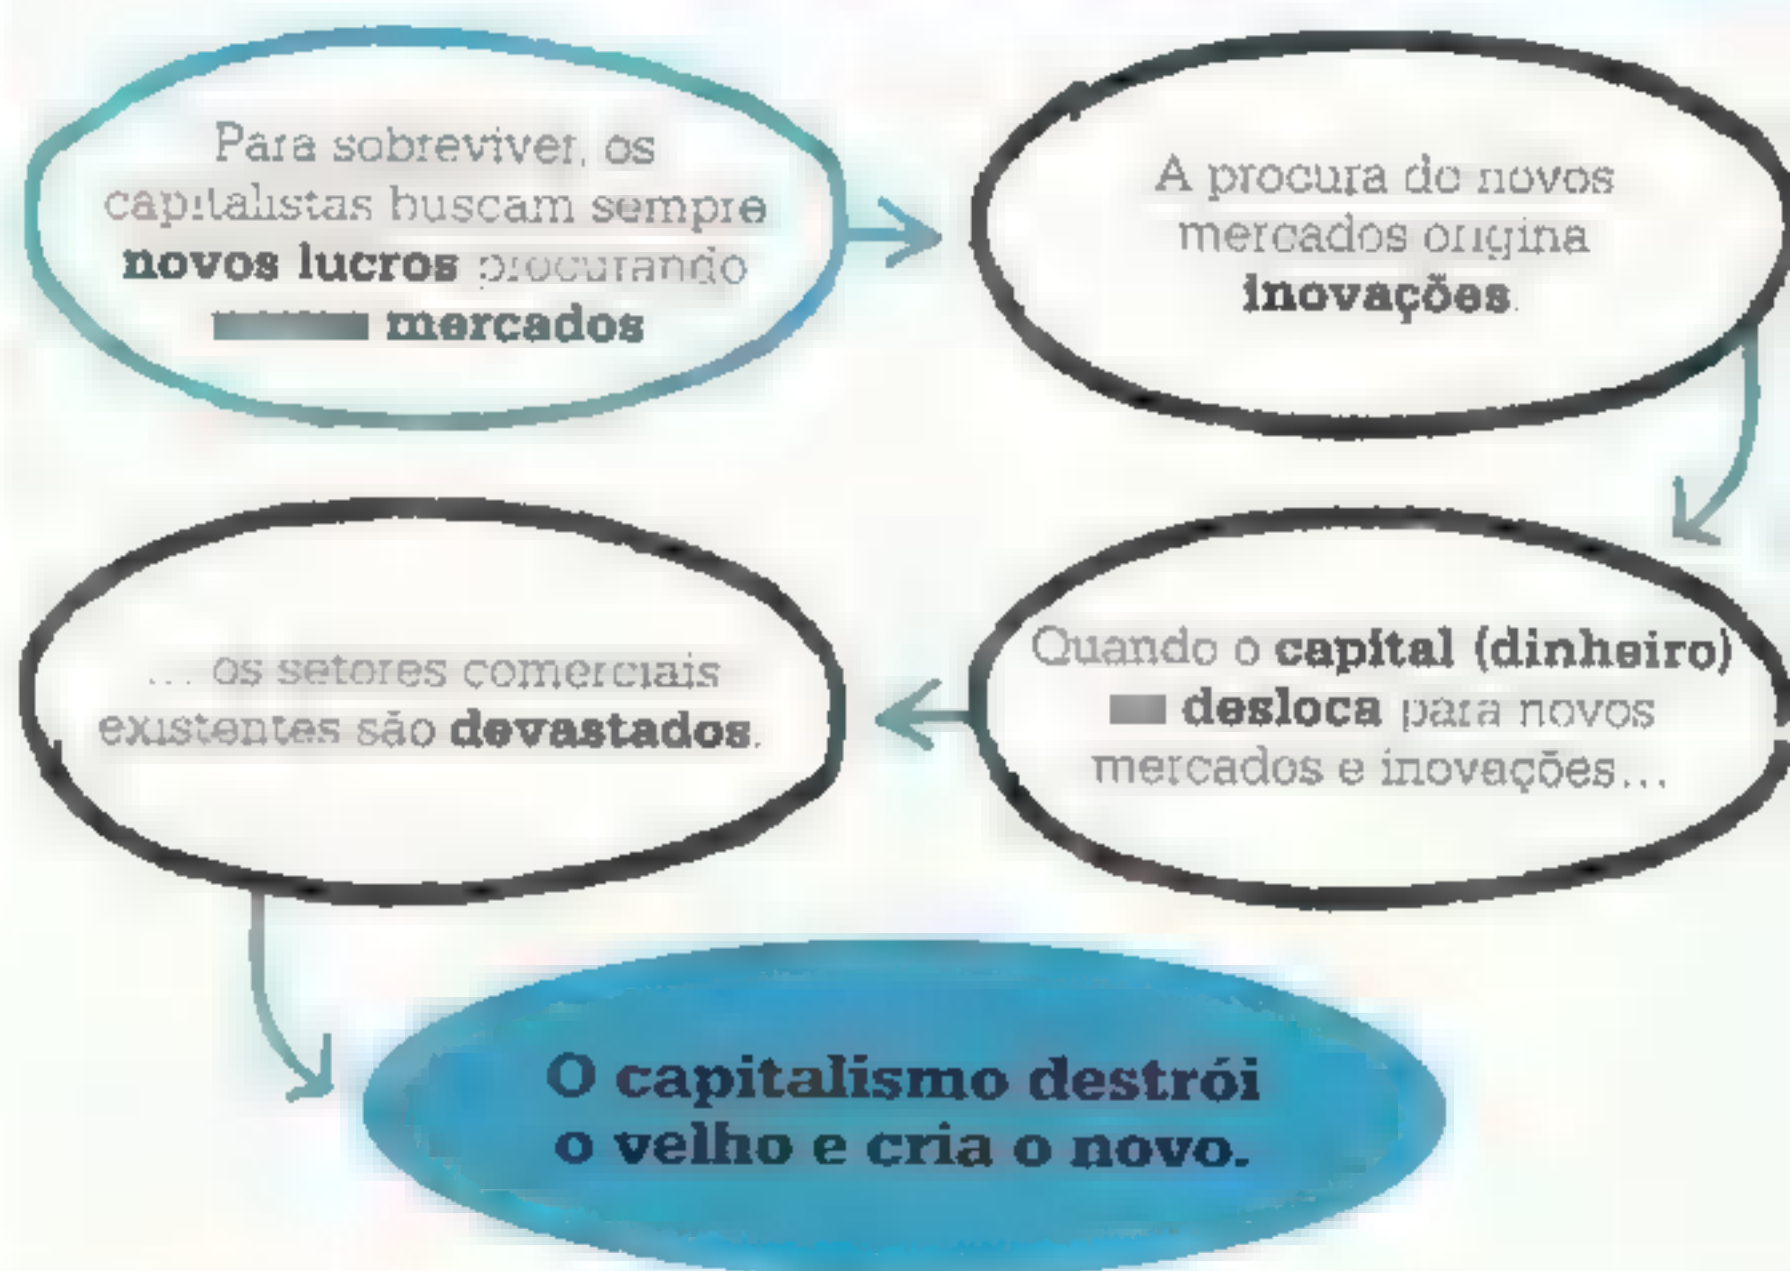 Para sobreviver, os
capitalistas buscam sempre
novos lucros procurando
mercados
A procura de novos
mercados origina
inovações.
Quando o capital (dinheiro)
desloca para novos
mercados e inovações...
... os setores comerciais
existentes são devastados.
O capitalismo destrói
o velho e cria o novo.